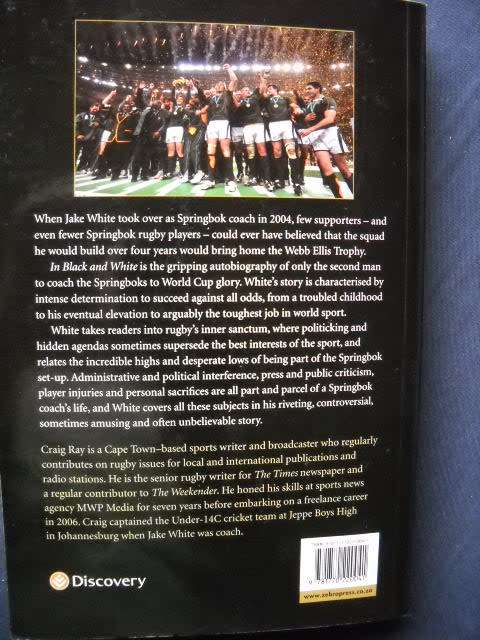 When Jake White took over as Springbok coach in 2004, few supporters – and
even fewer Springbok rugby players – could ever have believed that the squad
he would build over four years would bring home the Webb Ellis Trophy.
In Black and White is the gripping autobiography of only the second man
to coach the Springboks to World Cup glory. White's story is characterised by
intense determination to succeed against all odds, from a troubled childhood
to his eventual elevation to arguably the toughest job in world sport.
White takes readers into rugby's inner sanctum, where politicking and
hidden agendas sometimes supersede the best interests of the sport, and
relates the incredible highs and desperate lows of being part of the Springbok
set-up. Administrative and political interference, press and public criticism,
player injuries and personal sacrifices are all part and parcel of a Springbok
coach's life, and White covers all these subjects in his riveting, controversial,
sometimes amusing and often unbelievable story.
Craig Ray is a Cape Town–based sports writer and broadcaster who regularly
contributes on rugby issues for local and international publications and
radio stations. He is the senior rugby writer for The Times newspaper and
a regular contributor to The Weekender. He honed his skills at sports news
agency MWP Media for seven years before embarking on a freelance career
in 2006. Craig captained the Under-14C cricket team at Jeppe Boys High
in Johannesburg when Jake White was coach.
Discovery
www.zebrapress.co.za